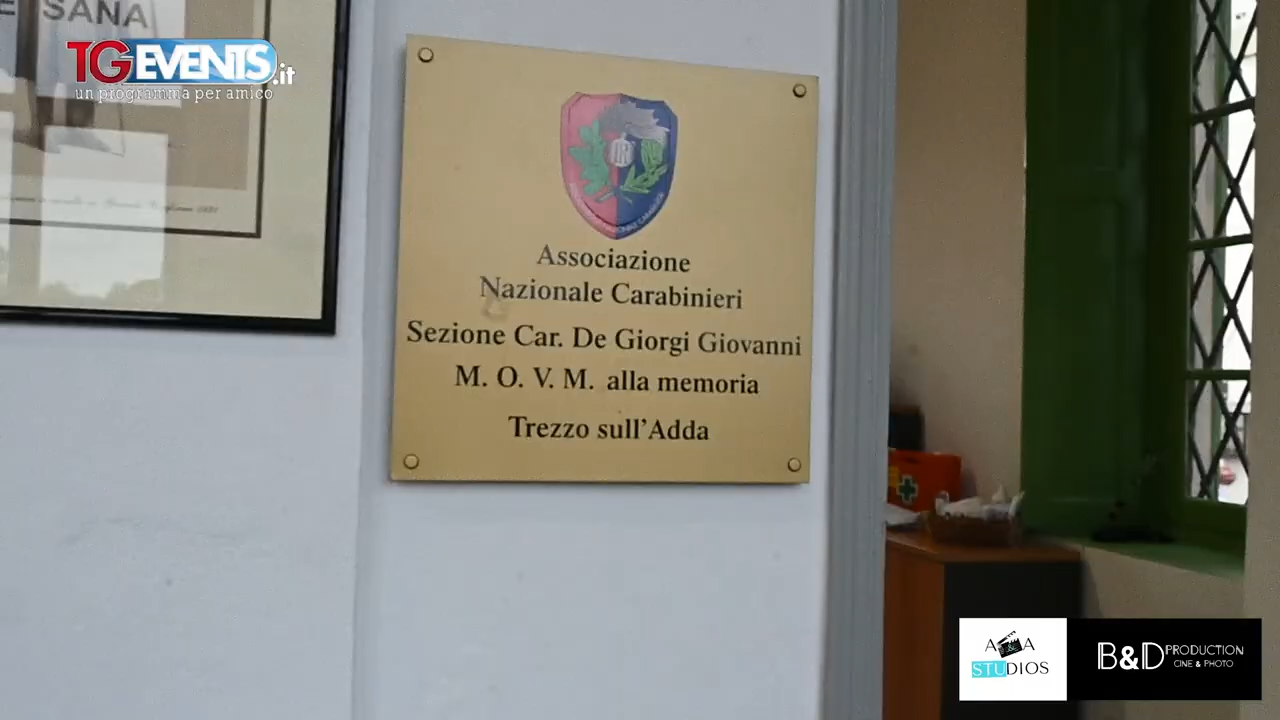 E SANA
TGEVENTS.it
un programma per amico
Associazione
Nazionale Carabinieri
Sezione Car. De Giorgi Giovanni
M. O. V. M. alla memoria
Trezzo sull'Adda
A&A
STUDIOS
B&D PRODUCTION
CINE & PHOTO